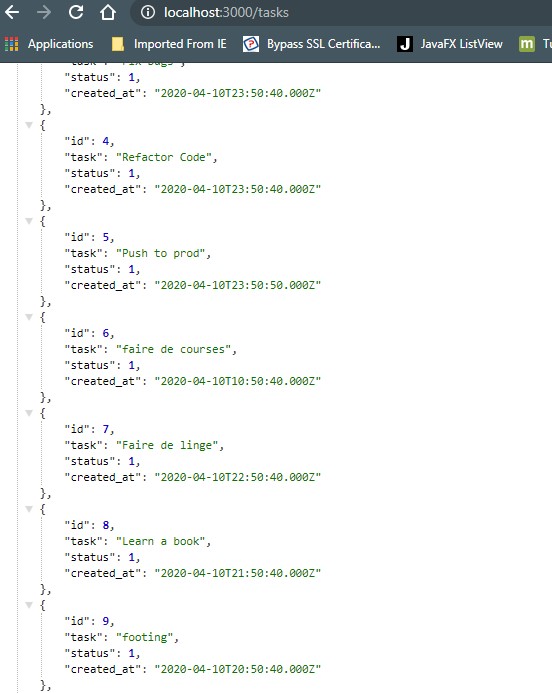 localhost:3000/tasks
Applications Imported From IE Bypass SSL Certifica... JavaFX ListView Tu
"task": "Fix bugs",
"status": 1,
"created_at": "2020-04-10T23:50:40.000Z"
},
{
"id": 4,
"task": "Refactor Code",
"status": 1,
"created_at": "2020-04-10T23:50:40.000Z"
},
{
"id": 5,
"task": "Push to prod",
"status": 1,
"created_at": "2020-04-10T23:50:50.000Z"
},
{
"id": 6,
"task": "faire de courses",
"status": 1,
"created_at": "2020-04-10T10:50:40.000Z"
},
{
"id": 7,
"task": "Faire de linge",
"status": 1,
"created_at": "2020-04-10T22:50:40.000Z"
},
{
"id": 8,
"task": "Learn a book",
"status": 1,
"created_at": "2020-04-10T21:50:40.000Z"
},
{
"id": 9,
"task": "footing",
"status": 1,
"created_at": "2020-04-10T20:50:40.000Z"
},